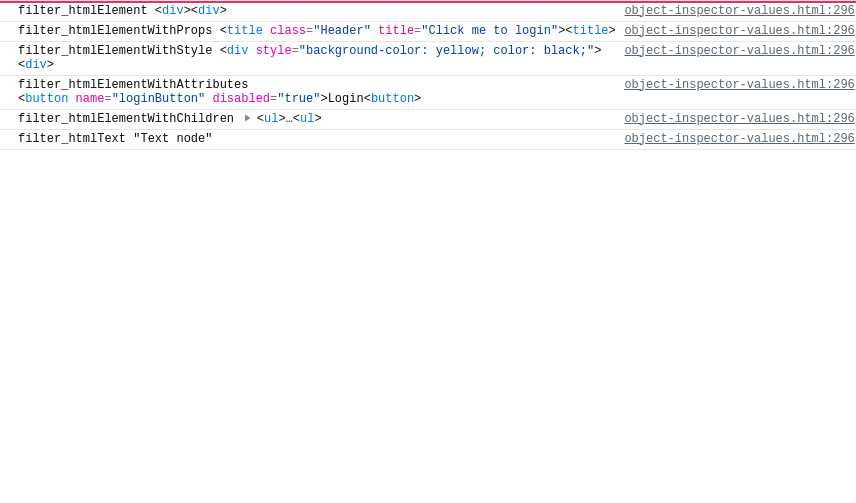 filter_htmlElement <div><div> object-inspector-values.html:296
filter_htmlElementWithProps <title class="Header" title="Click me to login"><title> object-inspector-values.html:296
filter_htmlElementWithStyle <div style="background-color: yellow; color: black;"> object-inspector-values.html:296
<div>
filter_htmlElementWithAttributes object-inspector-values.html:296
<button name="loginButton" disabled="true">Login<button>
filter_htmlElementWithChildren <ul>…<ul> object-inspector-values.html:296
filter_htmlText "Text node" object-inspector-values.html:296